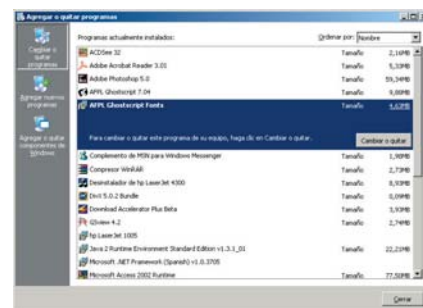 Agregar o quitar programas
Cambiar o quitar programas
Agregar nuevos programas
Agregar o quitar componentes de Windows
Programas actualmente instalados:
Ordenar por: Nombre
ACDSee 32 Tamaño 2,16MB
Adobe Acrobat Reader 3.01 Tamaño 5,33MB
Adobe Photoshop 5.0 Tamaño 59,34MB
AFPL Ghostscript 7.04 Tamaño 9,88MB
AFPL Ghostscript Fonts Tamaño 4,63MB
Para cambiar o quitar este programa de su equipo, haga clic en Cambiar o quitar.
Cambiar o quitar
Complemento de MSN para Windows Messenger Tamaño 1,98MB
Compresor WinRAR Tamaño 2,73MB
Desinstalador de hp LaserJet 4300 Tamaño 8,93MB
DivX 5.0.2 Bundle Tamaño 0,09MB
Download Accelerator Plus Beta Tamaño 3,93MB
GSview 4.2 Tamaño 2,74MB
hp LaserJet 1005
Java 2 Runtime Environment Standard Edition v1.3.1_01 Tamaño 22,21MB
Microsoft .NET Framework (Spanish) v1.0.3705
Microsoft Access 2002 Runtime Tamaño 77,50MB
Cerrar